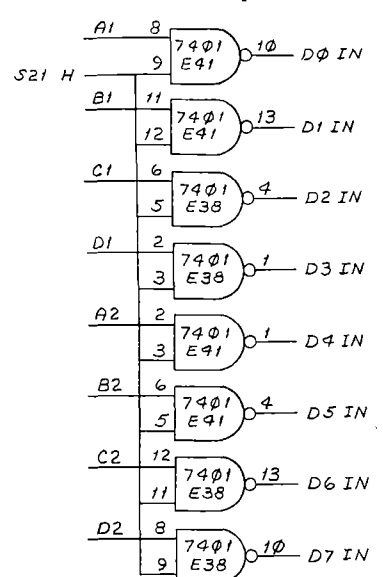 A1 8 74Ø1 E41 1Ø DØ IN
S21 H 9
B1 11 74Ø1 E41 13 D1 IN
12
C1 6 74Ø1 E38 4 D2 IN
5
D1 2 74Ø1 E38 1 D3 IN
3
A2 2 74Ø1 E41 1 D4 IN
3
B2 6 74Ø1 E41 4 D5 IN
5
C2 12 74Ø1 E38 13 D6 IN
11
D2 8 74Ø1 E38 1Ø D7 IN
9